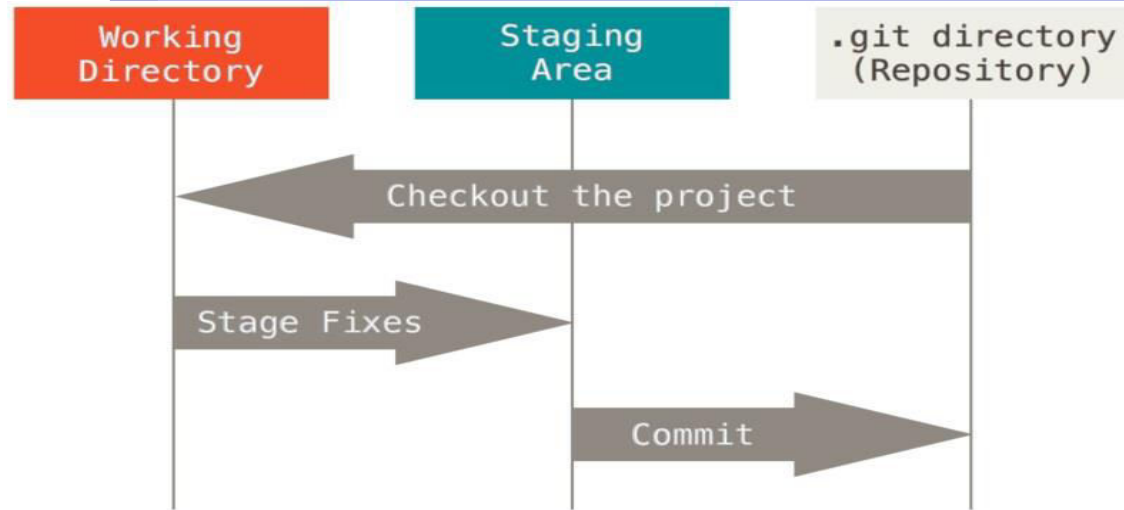 Working
Directory
Staging
Area
.git directory
(Repository)
Checkout the project
Stage Fixes
Commit